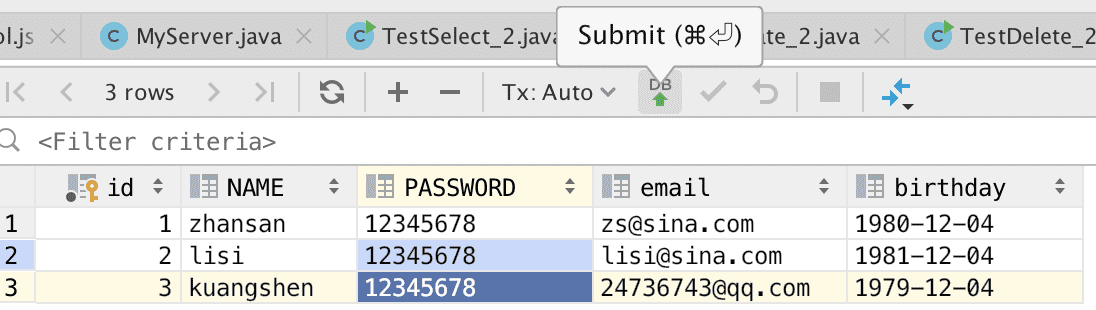 ol.js MyServer.java TestSelect_2.java ate_2.java TestDelete_2
Submit (⌘⏎)
3 rows Tx: Auto DB
<Filter criteria>
id NAME PASSWORD email birthday
1 1 zhansan 12345678 zs@sina.com 1980-12-04
2 2 lisi 12345678 lisi@sina.com 1981-12-04
3 3 kuangshen 12345678 24736743@qq.com 1979-12-04